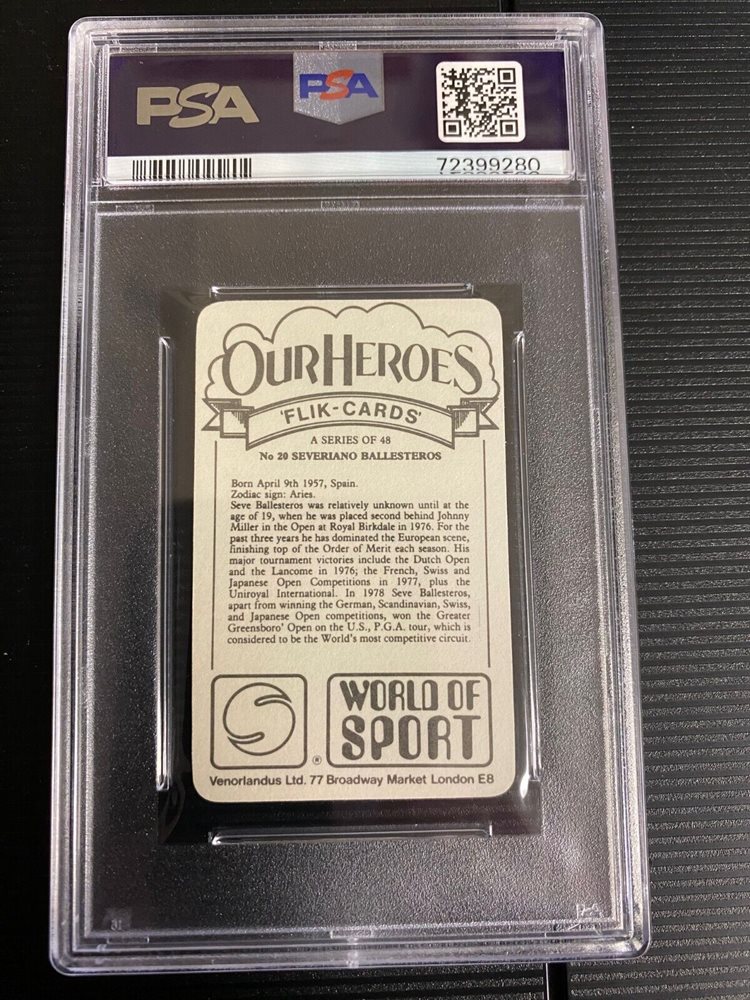 PSA
PSA
72399280
OUR HEROES
'FLIK-CARDS'
A SERIES OF 48
No 20 SEVERIANO BALLESTEROS
Born April 9th 1957, Spain.
Zodiac sign: Aries.
Seve Ballesteros was relatively unknown until at the
age of 19, when he was placed second behind Johnny
Miller in the Open at Royal Birkdale in 1976. For the
past three years he has dominated the European scene,
finishing top of the Order of Merit each season. His
major tournament victories include the Dutch Open
and the Lancome in 1976; the French, Swiss and
Japanese Open Competitions in 1977, plus the
Uniroyal International. In 1978 Seve Ballesteros,
apart from winning the German, Scandinavian, Swiss,
and Japanese Open competitions, won the Greater
Greensboro' Open on the U.S., P.G.A. tour, which is
considered to be the World's most competitive circuit.
WORLD OF
® SPORT
Venorlandus Ltd. 77 Broadway Market London E8